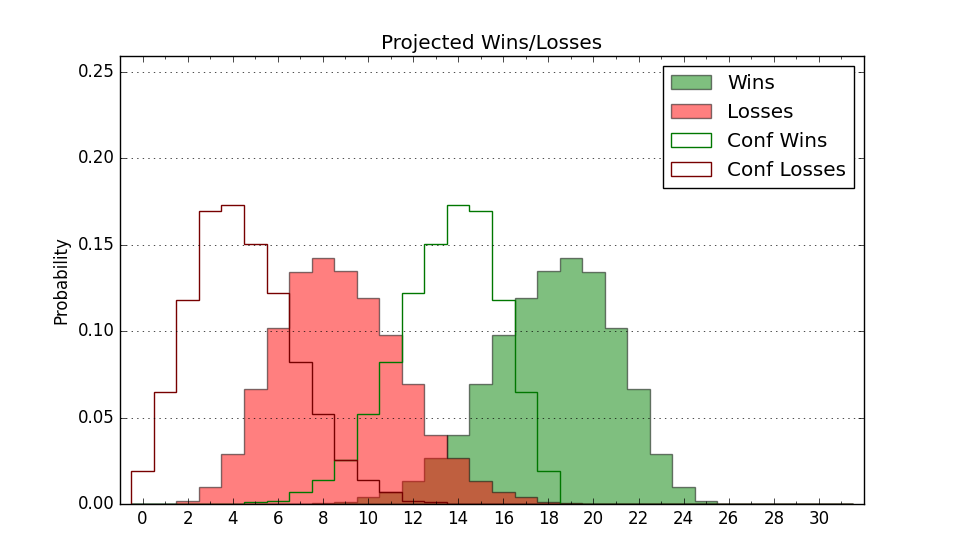 Projected Wins/Losses
0.25
0.20
0.15
0.10
0.05
0.00
Probability
Wins
Losses
Conf Wins
Conf Losses
0 2 4 6 8 10 12 14 16 18 20 22 24 26 28 30